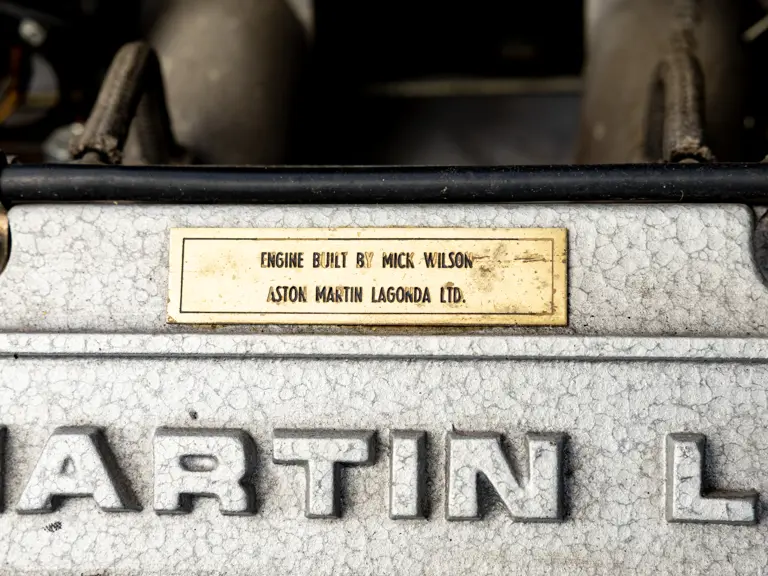 ENGINE BUILT BY MICK WILSON
ASTON MARTIN LAGONDA LTD.
MARTIN L